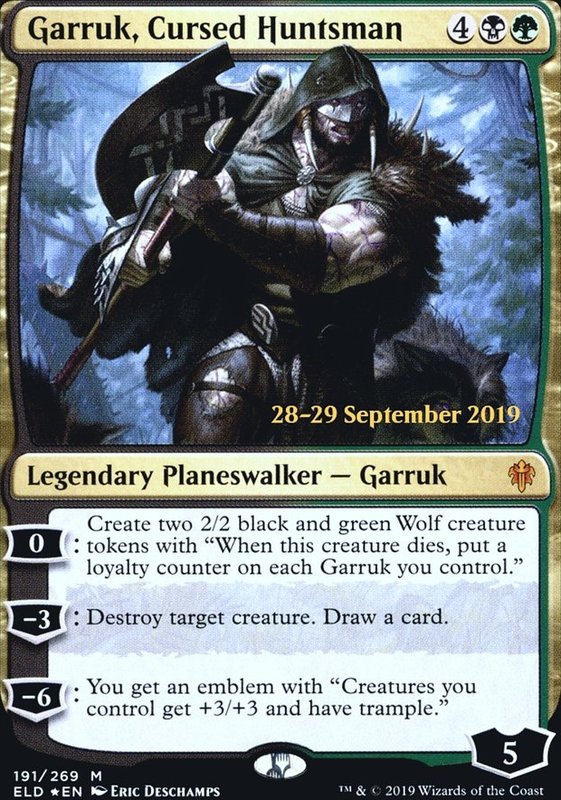 Garruk, Cursed Huntsman 4
28–29 September 2019
Legendary Planeswalker — Garruk
0 : Create two 2/2 black and green Wolf creature
tokens with “When this creature dies, put a
loyalty counter on each Garruk you control.”
−3 : Destroy target creature. Draw a card.
−6 : You get an emblem with “Creatures you
control get +3/+3 and have trample.”
5
191/269 M
ELD ★ EN Eric Deschamps
™ & © 2019 Wizards of the Coast